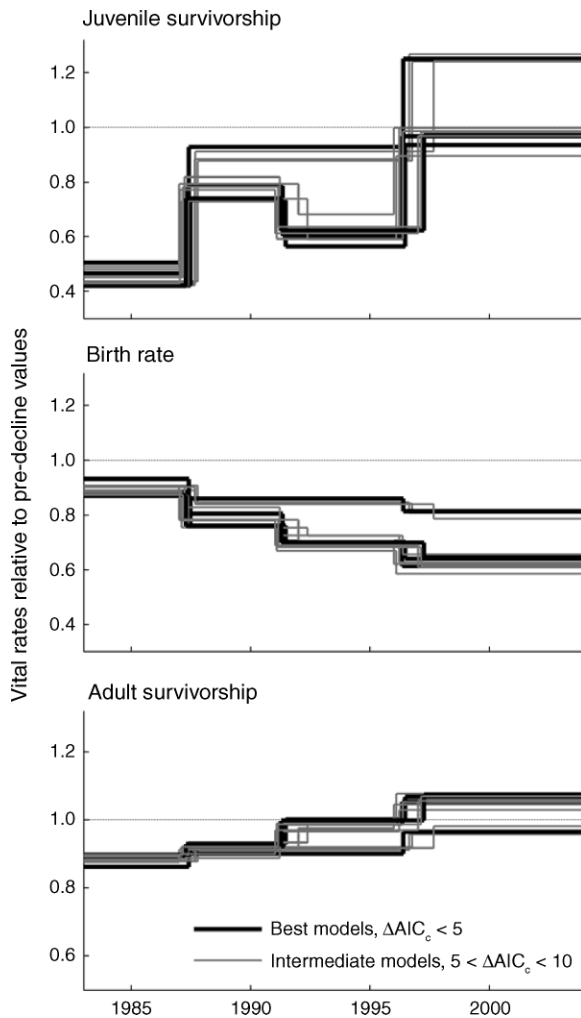 Juvenile survivorship
1.2
1.0
0.8
0.6
0.4
Birth rate
1.2
1.0
0.8
0.6
0.4
Vital rates relative to pre-decline values
Adult survivorship
1.2
1.0
0.8
0.6
Best models, ΔAICc < 5
Intermediate models, 5 < ΔAICc < 10
1985 1990 1995 2000